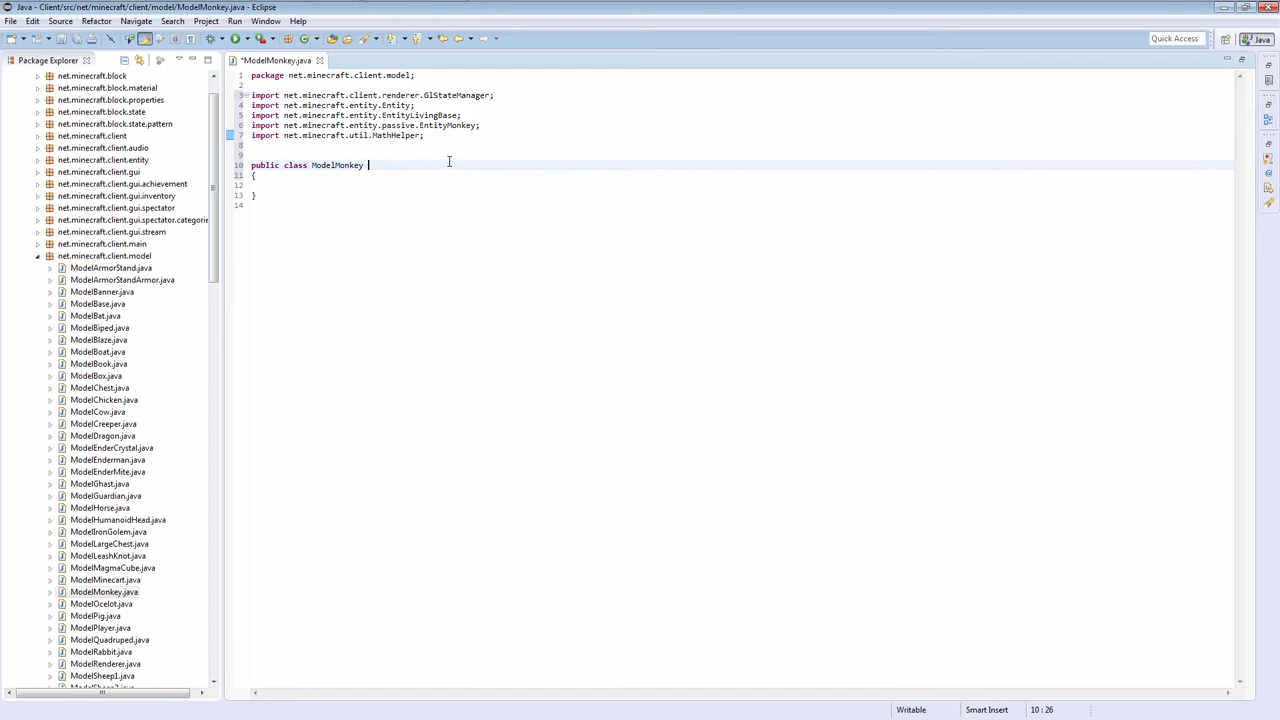 Java - Client/src/net/minecraft/client/model/ModelMonkey.java - Eclipse
File Edit Source Refactor Navigate Search Project Run Window Help
Quick Access
Java
Package Explorer
*ModelMonkey.java
net.minecraft.block
net.minecraft.block.material
net.minecraft.block.properties
net.minecraft.block.state
net.minecraft.block.state.pattern
net.minecraft.client
net.minecraft.client.audio
net.minecraft.client.entity
net.minecraft.client.gui
net.minecraft.client.gui.achievement
net.minecraft.client.gui.inventory
net.minecraft.client.gui.spectator
net.minecraft.client.gui.spectator.categorie
net.minecraft.client.gui.stream
net.minecraft.client.main
net.minecraft.client.model
ModelArmorStand.java
ModelArmorStandArmor.java
ModelBanner.java
ModelBase.java
ModelBat.java
ModelBiped.java
ModelBlaze.java
ModelBoat.java
ModelBook.java
ModelBox.java
ModelChest.java
ModelChicken.java
ModelCow.java
ModelCreeper.java
ModelDragon.java
ModelEnderCrystal.java
ModelEnderman.java
ModelEnderMite.java
ModelGhast.java
ModelGuardian.java
ModelHorse.java
ModelHumanoidHead.java
ModelIronGolem.java
ModelLargeChest.java
ModelLeashKnot.java
ModelMagmaCube.java
ModelMinecart.java
ModelMonkey.java
ModelOcelot.java
ModelPig.java
ModelPlayer.java
ModelQuadruped.java
ModelRabbit.java
ModelRenderer.java
ModelSheep1.java
1 package net.minecraft.client.model;
2
3 import net.minecraft.client.renderer.GlStateManager;
4 import net.minecraft.entity.Entity;
5 import net.minecraft.entity.EntityLivingBase;
6 import net.minecraft.entity.passive.EntityMonkey;
7 import net.minecraft.util.MathHelper;
8
9
10 public class ModelMonkey
11 {
12
13 }
14
Writable Smart Insert 10 : 26